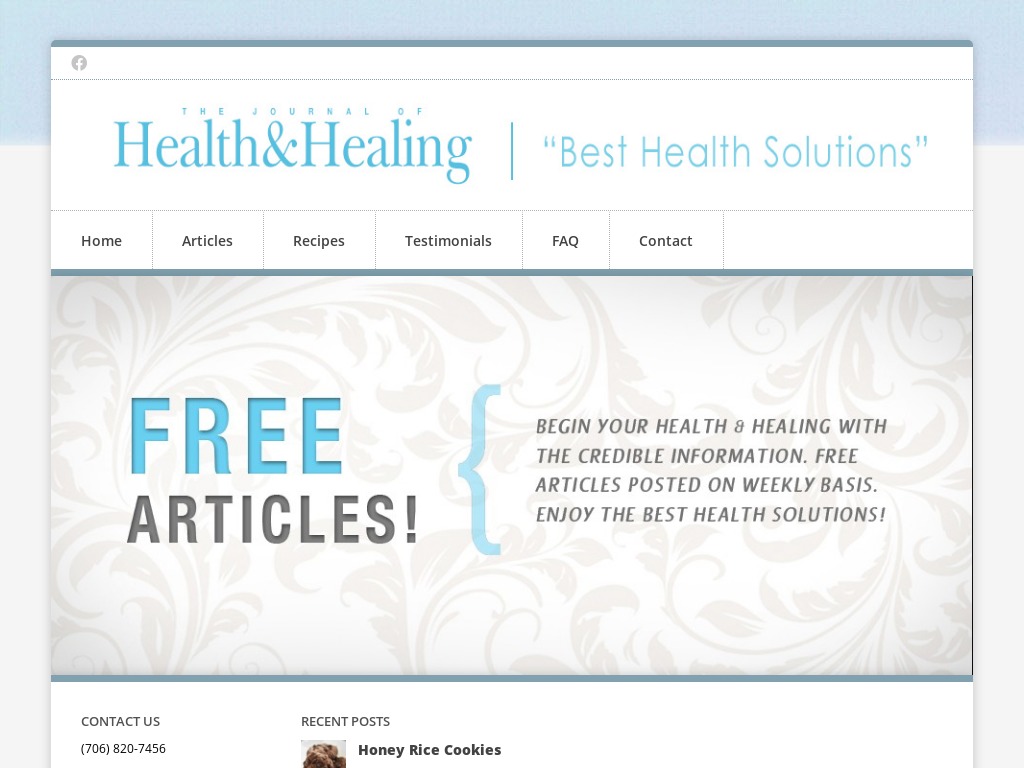 THE JOURNAL OF
Health&Healing
“Best Health Solutions”
Home
Articles
Recipes
Testimonials
FAQ
Contact
FREE
ARTICLES!
BEGIN YOUR HEALTH & HEALING WITH
THE CREDIBLE INFORMATION. FREE
ARTICLES POSTED ON WEEKLY BASIS.
ENJOY THE BEST HEALTH SOLUTIONS!
CONTACT US
(706) 820-7456
RECENT POSTS
Honey Rice Cookies